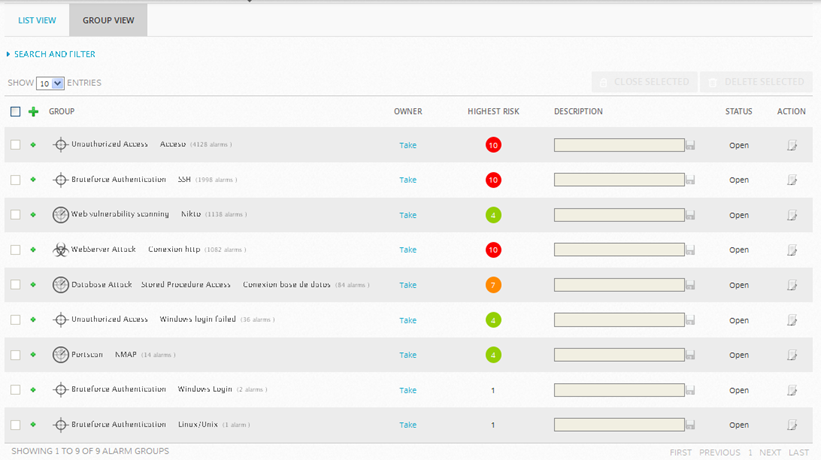 LIST VIEW GROUP VIEW
SEARCH AND FILTER
SHOW 10 ENTRIES CLOSE SELECTED DELETE SELECTED
GROUP OWNER HIGHEST RISK DESCRIPTION STATUS ACTION
Unauthorized Access Acceso (4128 alarms ) Take 10 Open
Bruteforce Authentication SSH (1998 alarms ) Take 10 Open
Web vulnerability scanning Nikto (1118 alarms ) Take 4 Open
WebServer Attack Conexion http (1082 alarms ) Take 10 Open
Database Attack Stored Procedure Access Conexion base de datos (84 alarms ) Take 7 Open
Unauthorized Access Windows login failed (16 alarms ) Take 4 Open
Portscan NMAP (14 alarms ) Take 4 Open
Bruteforce Authentication Windows Login (2 alarms ) Take 1 Open
Bruteforce Authentication Linux/Unix (1 alarm ) Take 1 Open
SHOWING 1 TO 9 OF 9 ALARM GROUPS FIRST PREVIOUS 1 NEXT LAST